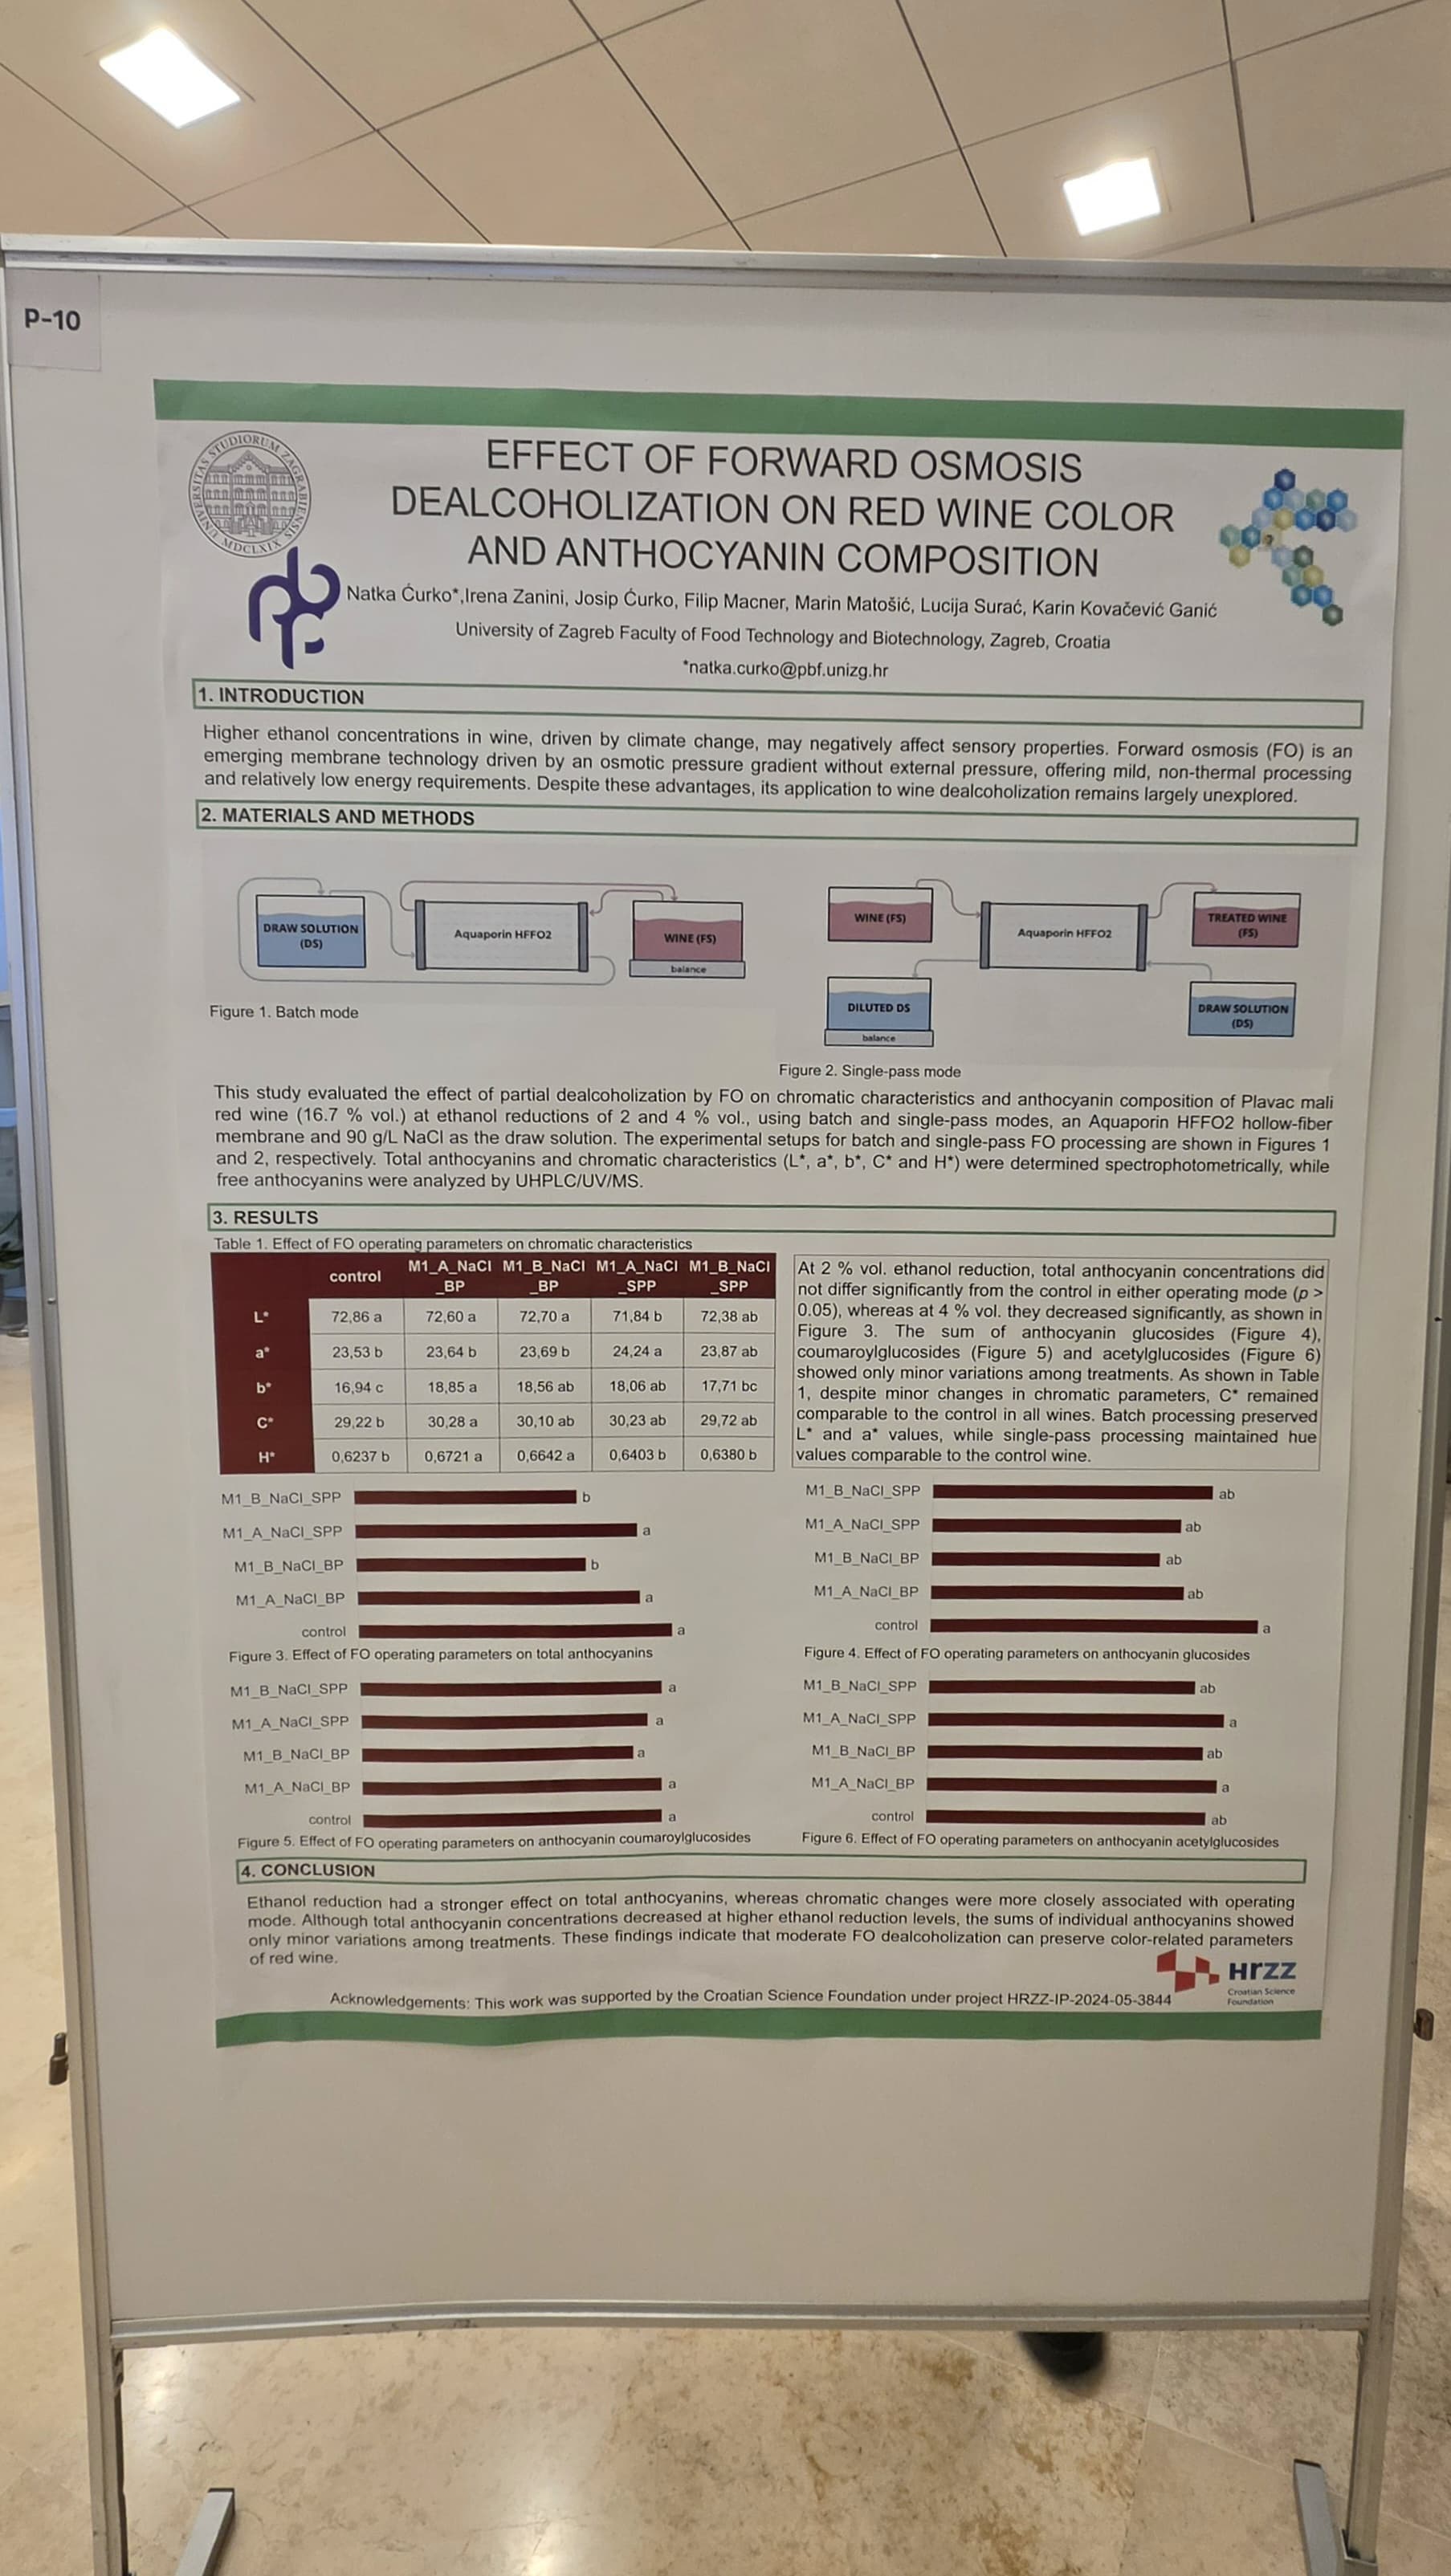 P-10
UNIVERSITAS STUDIORUM ZAGRABIENSIS MDCLXIX
EFFECT OF FORWARD OSMOSIS
DEALCOHOLIZATION ON RED WINE COLOR
AND ANTHOCYANIN COMPOSITION
Natka Ćurko*,Irena Zanini, Josip Ćurko, Filip Macner, Marin Matošić, Lucija Surać, Karin Kovačević Ganić
University of Zagreb Faculty of Food Technology and Biotechnology, Zagreb, Croatia
*natka.curko@pbf.unizg.hr
1. INTRODUCTION
Higher ethanol concentrations in wine, driven by climate change, may negatively affect sensory properties. Forward osmosis (FO) is an
emerging membrane technology driven by an osmotic pressure gradient without external pressure, offering mild, non-thermal processing
and relatively low energy requirements. Despite these advantages, its application to wine dealcoholization remains largely unexplored.
2. MATERIALS AND METHODS
DRAW SOLUTION
(DS)
Aquaporin HFFO2
WINE (FS)
balance
Figure 1. Batch mode
WINE (FS)
Aquaporin HFFO2
TREATED WINE
(FS)
DILUTED DS
balance
DRAW SOLUTION
(DS)
Figure 2. Single-pass mode
This study evaluated the effect of partial dealcoholization by FO on chromatic characteristics and anthocyanin composition of Plavac mali
red wine (16.7 % vol.) at ethanol reductions of 2 and 4 % vol., using batch and single-pass modes, an Aquaporin HFFO2 hollow-fiber
membrane and 90 g/L NaCl as the draw solution. The experimental setups for batch and single-pass FO processing are shown in Figures 1
and 2, respectively. Total anthocyanins and chromatic characteristics (L*, a*, b*, C* and H*) were determined spectrophotometrically, while
free anthocyanins were analyzed by UHPLC/UV/MS.
3. RESULTS
Table 1. Effect of FO operating parameters on chromatic characteristics
control M1_A_NaCl_BP M1_B_NaCl_BP M1_A_NaCl_SPP M1_B_NaCl_SPP
L* 72,86 a 72,60 a 72,70 a 71,84 b 72,38 ab
a* 23,53 b 23,64 b 23,69 b 24,24 a 23,87 ab
b* 16,94 c 18,85 a 18,56 ab 18,06 ab 17,71 bc
C* 29,22 b 30,28 a 30,10 ab 30,23 ab 29,72 ab
H* 0,6237 b 0,6721 a 0,6642 a 0,6403 b 0,6380 b
At 2 % vol. ethanol reduction, total anthocyanin concentrations did
not differ significantly from the control in either operating mode (p >
0.05), whereas at 4 % vol. they decreased significantly, as shown in
Figure 3. The sum of anthocyanin glucosides (Figure 4),
coumaroylglucosides (Figure 5) and acetylglucosides (Figure 6)
showed only minor variations among treatments. As shown in Table
1, despite minor changes in chromatic parameters, C* remained
comparable to the control in all wines. Batch processing preserved
L* and a* values, while single-pass processing maintained hue
values comparable to the control wine.
M1_B_NaCl_SPP b
M1_A_NaCl_SPP a
M1_B_NaCl_BP b
M1_A_NaCl_BP a
control a
Figure 3. Effect of FO operating parameters on total anthocyanins
M1_B_NaCl_SPP ab
M1_A_NaCl_SPP ab
M1_B_NaCl_BP ab
M1_A_NaCl_BP ab
control a
Figure 4. Effect of FO operating parameters on anthocyanin glucosides
M1_B_NaCl_SPP a
M1_A_NaCl_SPP a
M1_B_NaCl_BP a
M1_A_NaCl_BP a
control a
Figure 5. Effect of FO operating parameters on anthocyanin coumaroylglucosides
M1_B_NaCl_SPP ab
M1_A_NaCl_SPP a
M1_B_NaCl_BP ab
M1_A_NaCl_BP a
control ab
Figure 6. Effect of FO operating parameters on anthocyanin acetylglucosides
4. CONCLUSION
Ethanol reduction had a stronger effect on total anthocyanins, whereas chromatic changes were more closely associated with operating
mode. Although total anthocyanin concentrations decreased at higher ethanol reduction levels, the sums of individual anthocyanins showed
only minor variations among treatments. These findings indicate that moderate FO dealcoholization can preserve color-related parameters
of red wine.
Hrzz
Croatian Science
Foundation
Acknowledgements: This work was supported by the Croatian Science Foundation under project HRZZ-IP-2024-05-3844